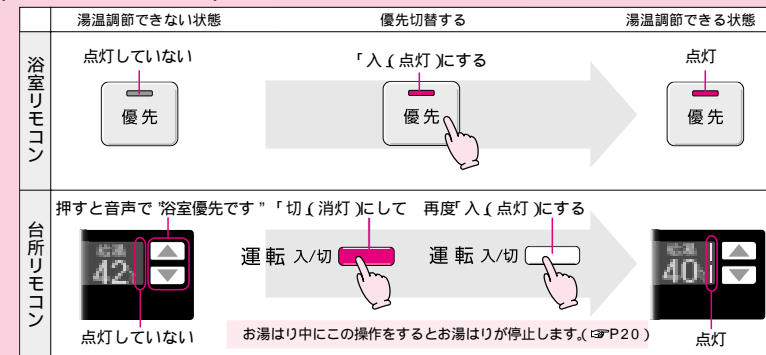 湯温調節できない状態
優先切替する
湯温調節できる状態
浴室リモコン
点灯していない
優先
「入(点灯)」にする
優先
点灯
優先
台所リモコン
押すと音声で“浴室優先です”
給湯
42
点灯していない
「切(消灯)」にして
運転 入/切
再度「入(点灯)」にする
運転 入/切
お湯はり中にこの操作をするとお湯はりが停止します。(☞P20)
給湯
40
点灯